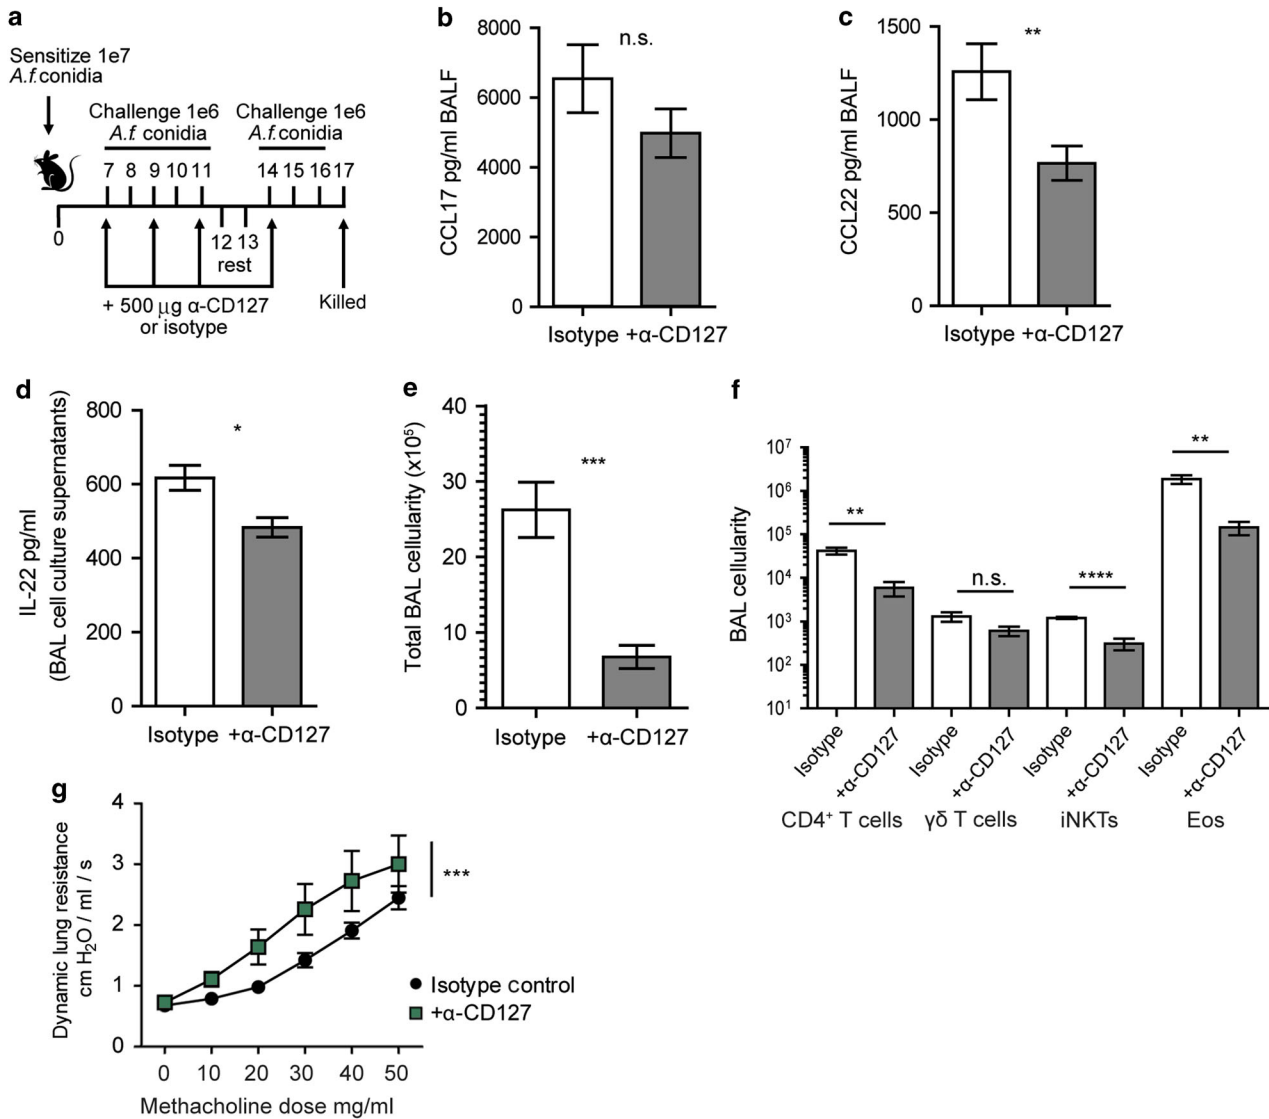 a
Sensitize 1e7
A.f.conidia
Challenge 1e6
A.f. conidia
Challenge 1e6
A.f.conidia
7 8 9 10 11 14 15 16 17
0
12 13
rest
+ 500 μg α-CD127
or isotype
Killed
b
CCL17 pg/ml BALF
8000
6000
4000
2000
0
n.s.
Isotype +α-CD127
c
CCL22 pg/ml BALF
1500
1000
500
0
**
Isotype +α-CD127
d
IL-22 pg/ml
(BAL cell culture supernatants)
800
600
400
200
0
*
Isotype +α-CD127
e
Total BAL cellularity (x10⁵)
40
30
20
10
0
***
Isotype +α-CD127
f
BAL cellularity
10⁷
10⁶
10⁵
10⁴
10³
10²
10¹
**
n.s.
****
**
Isotype +α-CD127 Isotype +α-CD127 Isotype +α-CD127 Isotype +α-CD127
CD4⁺ T cells γδ T cells iNKTs Eos
g
Dynamic lung resistance
cm H₂O / ml / s
4
3
2
1
0
***
Isotype control
+α-CD127
0 10 20 30 40 50
Methacholine dose mg/ml